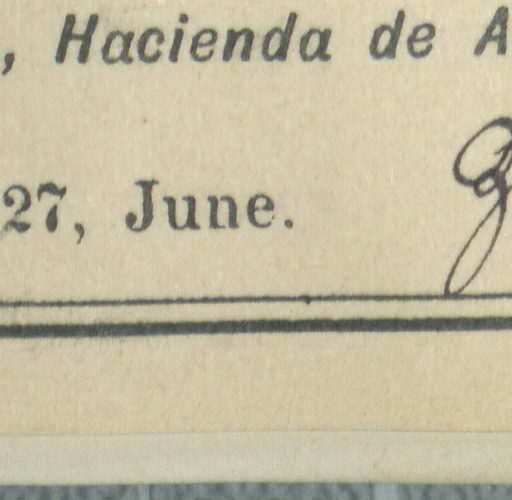 , Hacienda de A
27, June.